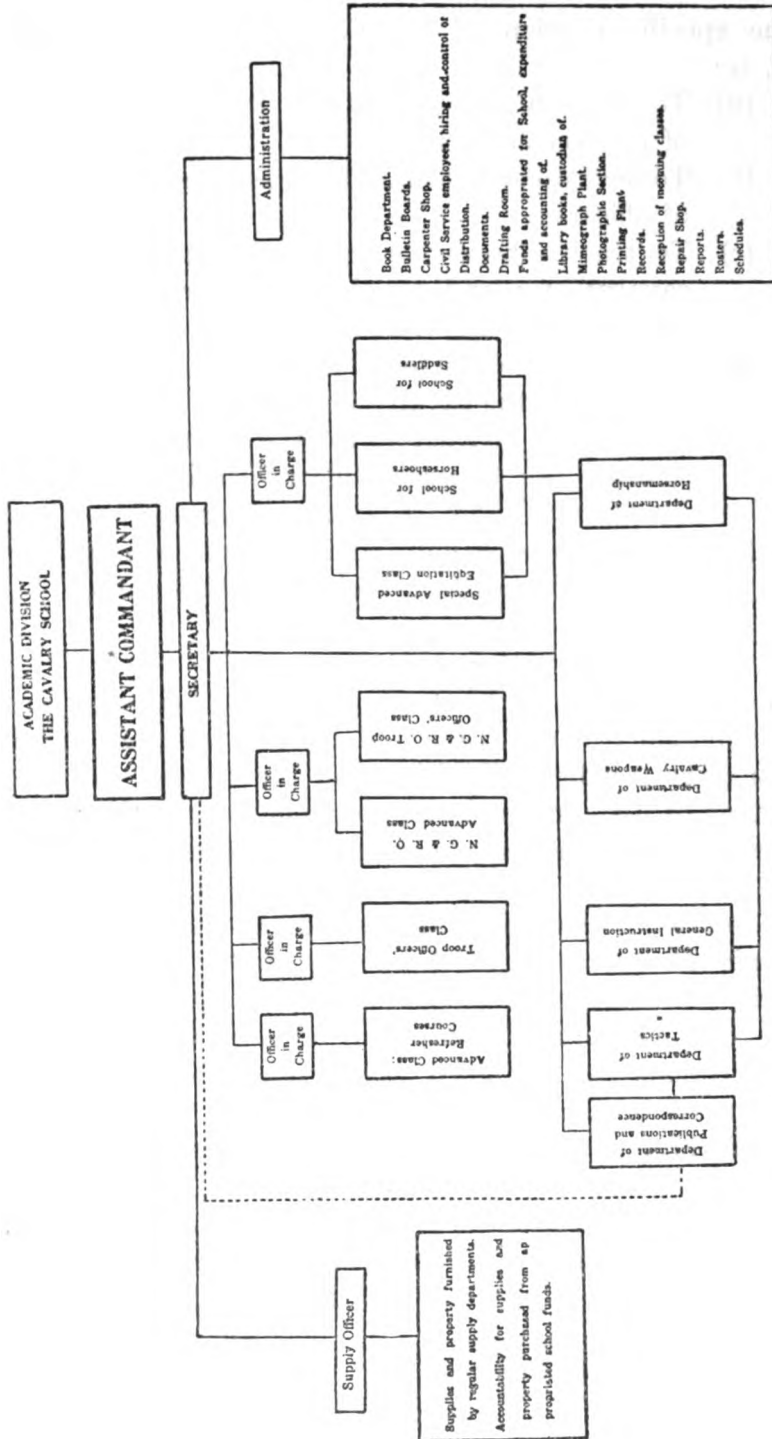 ACADEMIC DIVISION
THE CAVALRY SCHOOL
ASSISTANT COMMANDANT
SECRETARY
Supply Officer
Supplies and property furnished
by regular supply departments.
Accountability for supplies and
property purchased from ap
propriated school funds.
Officer
in
Charge
Advanced Class;
Refresher
Courses
Officer
in
Charge
Troop Officers'
Class
Officer
in
Charge
N. G. & R. O.
Advanced Class
N. G. & R. O. Troop
Officers' Class
Officer
in
Charge
Special Advanced
Equitation Class
School for
Horseshoers
School for
Saddlers
Department of
Publications and
Correspondence
Department of
Tactics
Department of
General Instruction
Department of
Cavalry Weapons
Department of
Horsemanship
Administration
Book Department.
Bulletin Boards.
Carpenter Shop.
Civil Service employees, hiring and control or
Distribution.
Documents.
Drafting Room.
Funds appropriated for School, expenditure
and accounting of.
Library books, custodian of.
Mimeograph Plant.
Photographic Section.
Printing Plant
Records.
Reception of incoming classes.
Repair Shop.
Reports.
Rosters.
Schedules.